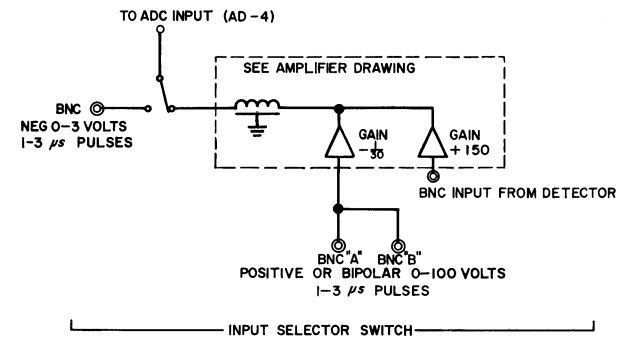 TO ADC INPUT (AD-4)
SEE AMPLIFIER DRAWING
BNC
NEG 0-3 VOLTS
1-3 µs PULSES
GAIN
-1/30
GAIN
+150
BNC INPUT FROM DETECTOR
BNC"A" BNC"B"
POSITIVE OR BIPOLAR 0-100 VOLTS
1-3 µs PULSES
INPUT SELECTOR SWITCH